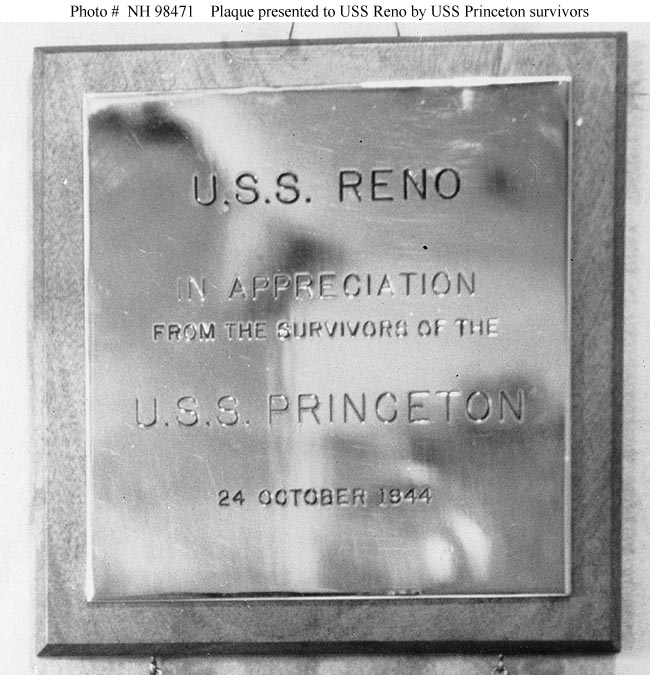 Photo # NH 98471 Plaque presented to USS Reno by USS Princeton survivors
U.S.S. RENO
IN APPRECIATION
FROM THE SURVIVORS OF THE
U.S.S. PRINCETON
24 OCTOBER 1944